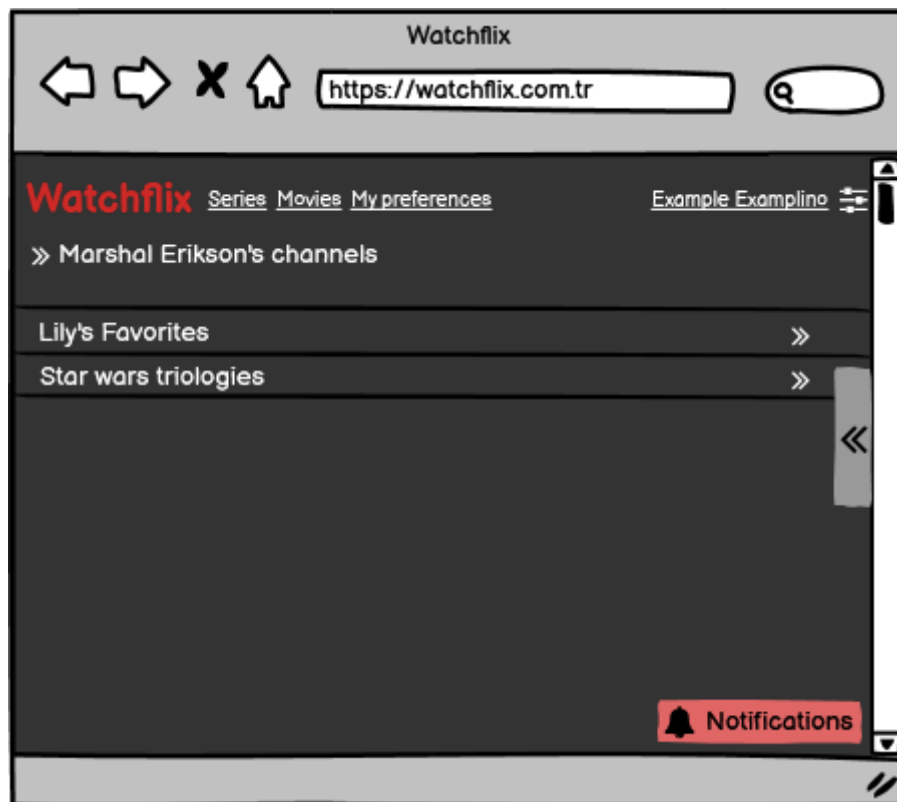 Watchflix
https://watchflix.com.tr
Watchflix Series Movies My preferences Example Examplino
» Marshal Erikson's channels
Lily's Favorites »
Star wars triologies »
«
Notifications